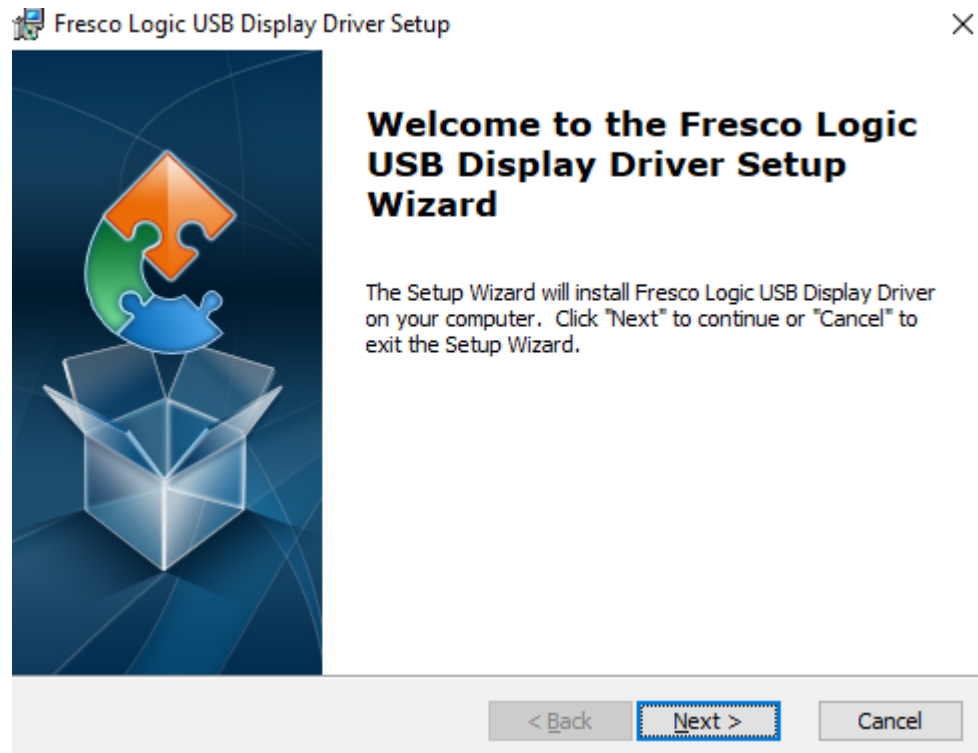 Fresco Logic USB Display Driver Setup
Welcome to the Fresco Logic
USB Display Driver Setup
Wizard
The Setup Wizard will install Fresco Logic USB Display Driver
on your computer.  Click "Next" to continue or "Cancel" to
exit the Setup Wizard.
< Back
Next >
Cancel